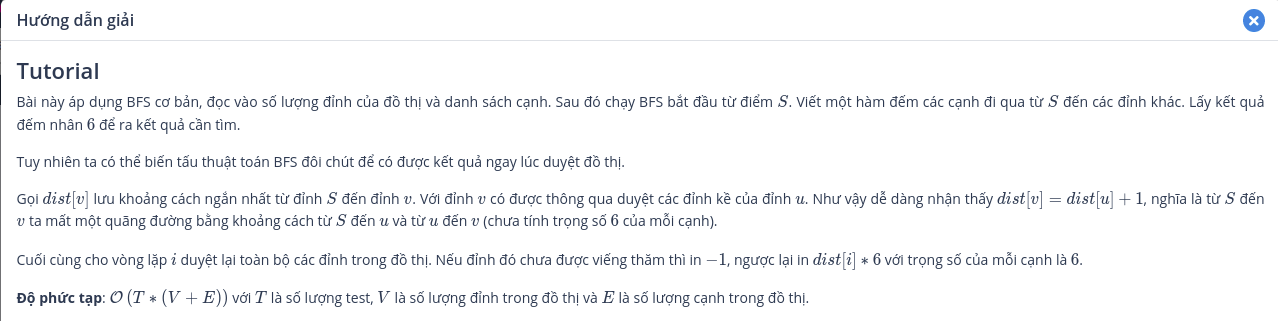 Hướng dẫn giải
Tutorial
Bài này áp dụng BFS cơ bản, đọc vào số lượng đỉnh của đồ thị và danh sách cạnh. Sau đó chạy BFS bắt đầu từ điểm S. Viết một hàm đếm các cạnh đi qua từ S đến các đỉnh khác. Lấy kết quả
đếm nhân 6 để ra kết quả cần tìm.
Tuy nhiên ta có thể biến tấu thuật toán BFS đôi chút để có được kết quả ngay lúc duyệt đồ thị.
Gọi dist[v] lưu khoảng cách ngắn nhất từ đỉnh S đến đỉnh v. Với đỉnh v có được thông qua duyệt các đỉnh kề của đỉnh u. Như vậy dễ dàng nhận thấy dist[v] = dist[u] + 1, nghĩa là từ S đến
v ta mất một quãng đường bằng khoảng cách từ S đến u và từ u đến v (chưa tính trọng số 6 của mỗi cạnh).
Cuối cùng cho vòng lặp i duyệt lại toàn bộ các đỉnh trong đồ thị. Nếu đỉnh đó chưa được viếng thăm thì in −1, ngược lại in dist[i] ∗ 6 với trọng số của mỗi cạnh là 6.
Độ phức tạp: O (T ∗ (V + E)) với T là số lượng test, V là số lượng đỉnh trong đồ thị và E là số lượng cạnh trong đồ thị.